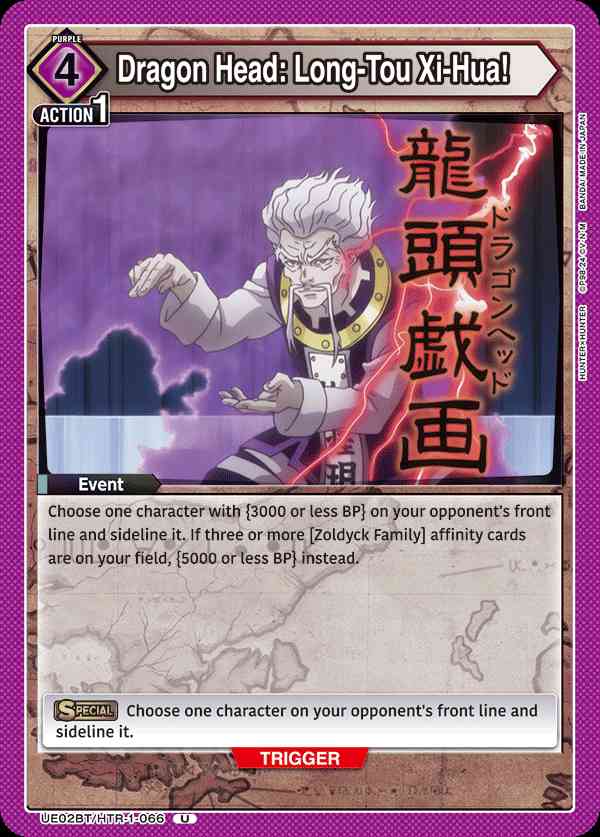 PURPLE
4
Dragon Head: Long-Tou Xi-Hua!
ACTION 1
龍頭戯画
ドラゴンヘッド
HUNTER×HUNTER ©P98-24 ©V,N,M BANDAI MADE IN JAPAN
Event
Choose one character with {3000 or less BP} on your opponent's front
line and sideline it. If three or more [Zoldyck Family] affinity cards
are on your field, {5000 or less BP} instead.
SPECIAL Choose one character on your opponent's front line and
sideline it.
TRIGGER
UE02BT/HTR-1-066 U